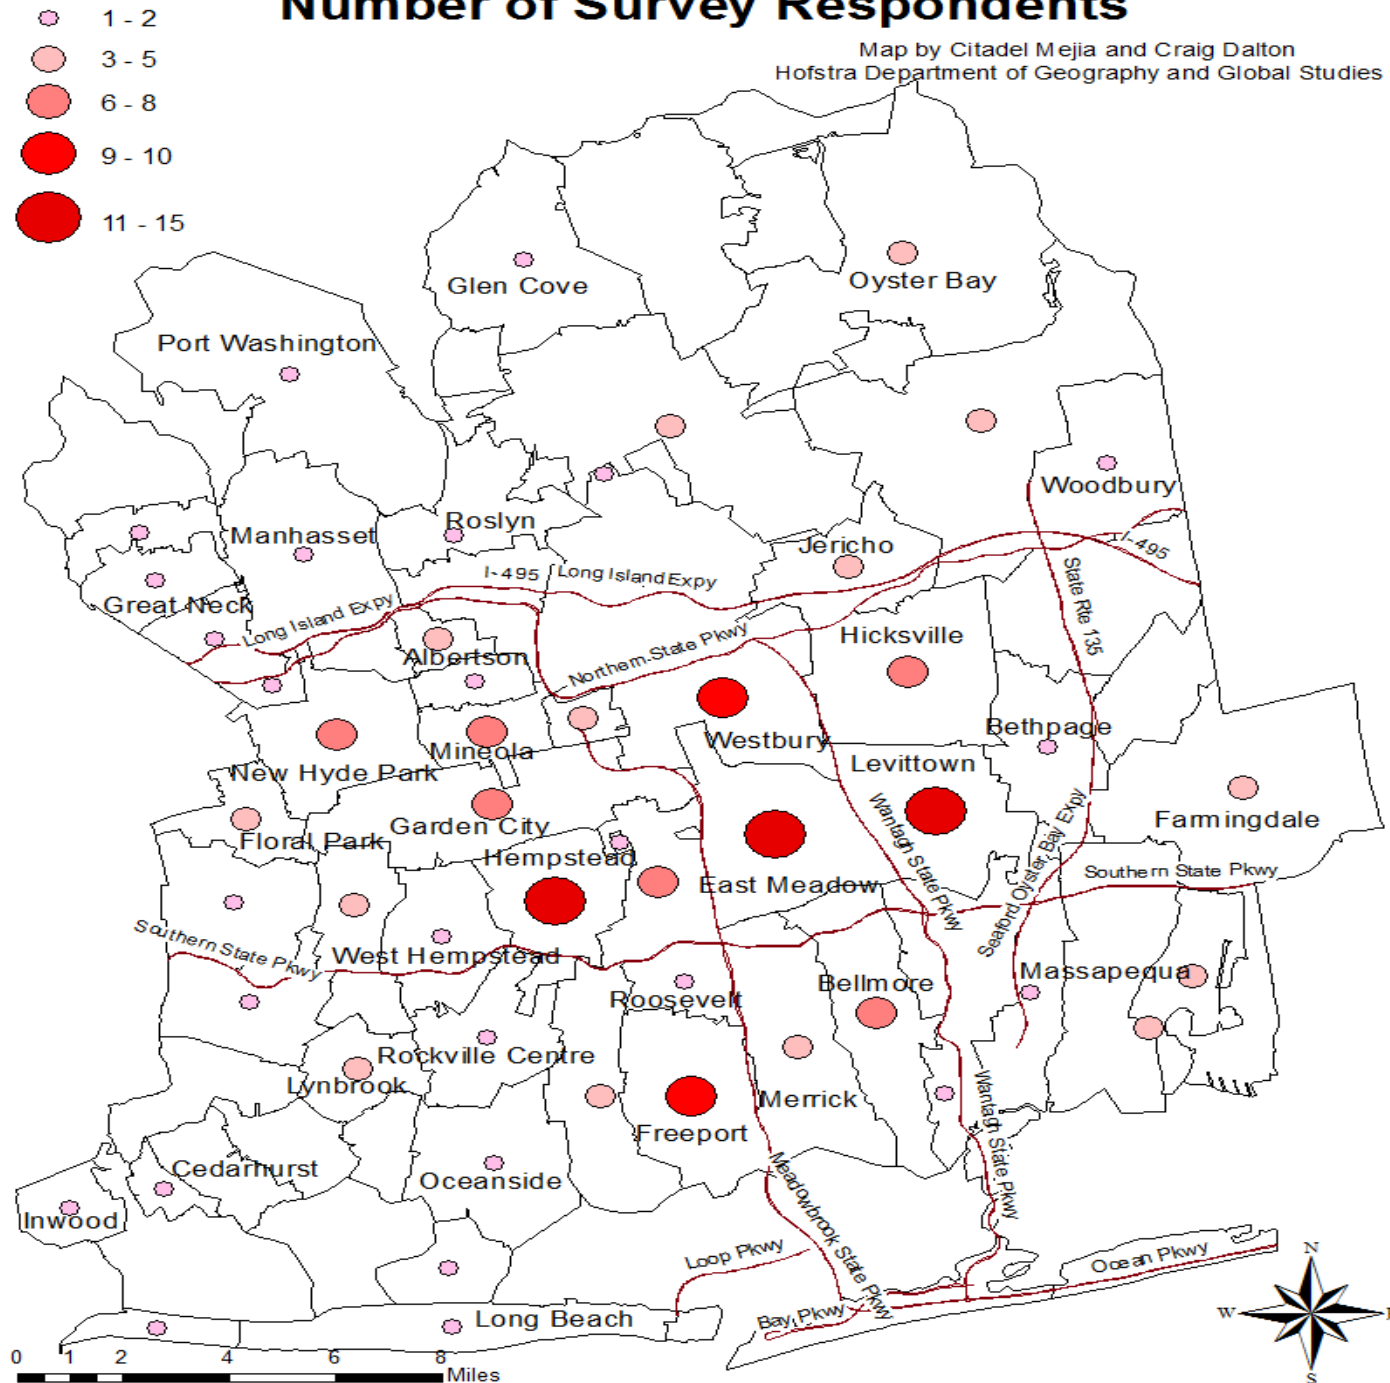 Number of Survey Respondents
1 - 2
3 - 5
6 - 8
9 - 10
11 - 15
Map by Citadel Mejia and Craig Dalton
Hofstra Department of Geography and Global Studies
Glen Cove
Oyster Bay
Port Washington
Woodbury
Roslyn
Manhasset
Jericho
I-495
I-495
Long Island Expy
Great Neck
Long Island Expy
State Rte 135
Northern State Pkwy
Hicksville
Albertson
Bethpage
Westbury
Mineola
Levittown
New Hyde Park
Wantagh State Pkwy
Farmingdale
Garden City
Floral Park
Hempstead
Seaford Oyster Bay Expy
Southern State Pkwy
East Meadow
Southern State Pkwy
West Hempstead
Massapequa
Bellmore
Roosevelt
Rockville Centre
Lynbrook
Merrick
Wantagh State Pkwy
Freeport
Cedarhurst
Oceanside
Meadowbrook State Pkwy
Inwood
Loop Pkwy
Ocean Pkwy
Long Beach
Bay Pkwy
N
W
E
S
0 1 2 4 6 8
Miles